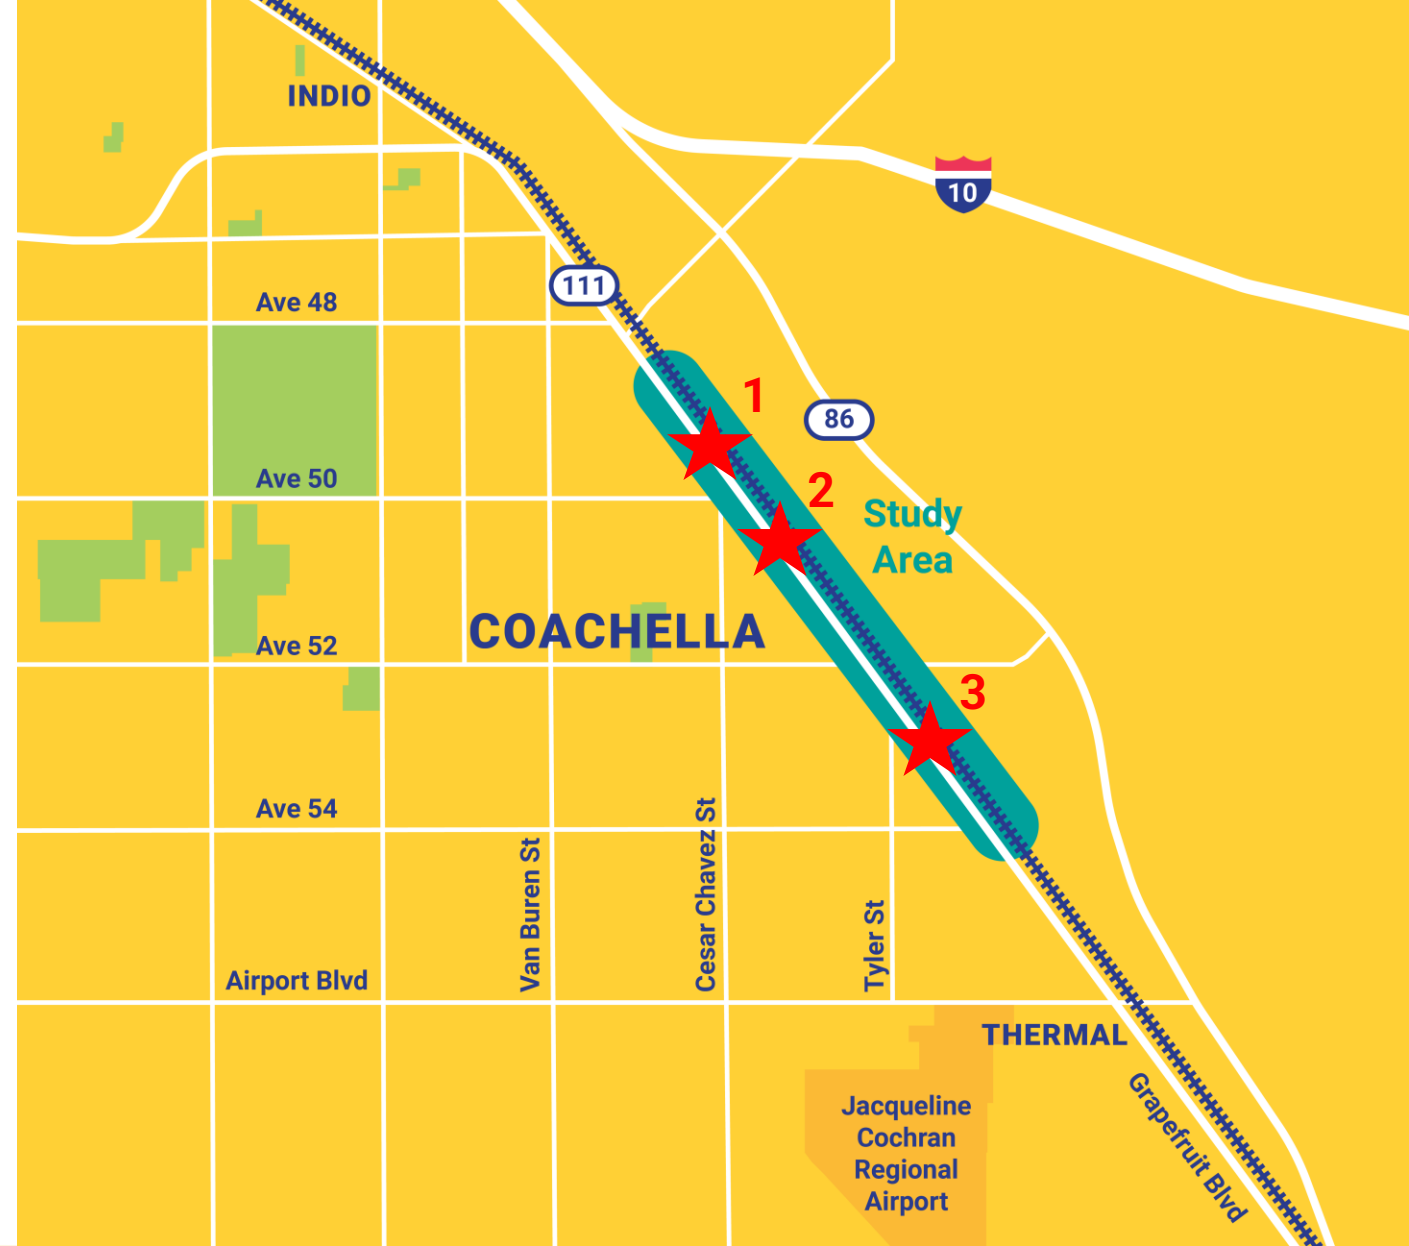 INDIO
10
Ave 48
111
1
86
Ave 50
2
Study
Area
COACHELLA
Ave 52
3
Ave 54
Van Buren St
Cesar Chavez St
Tyler St
Airport Blvd
THERMAL
Grapefruit Blvd
Jacqueline
Cochran
Regional
Airport